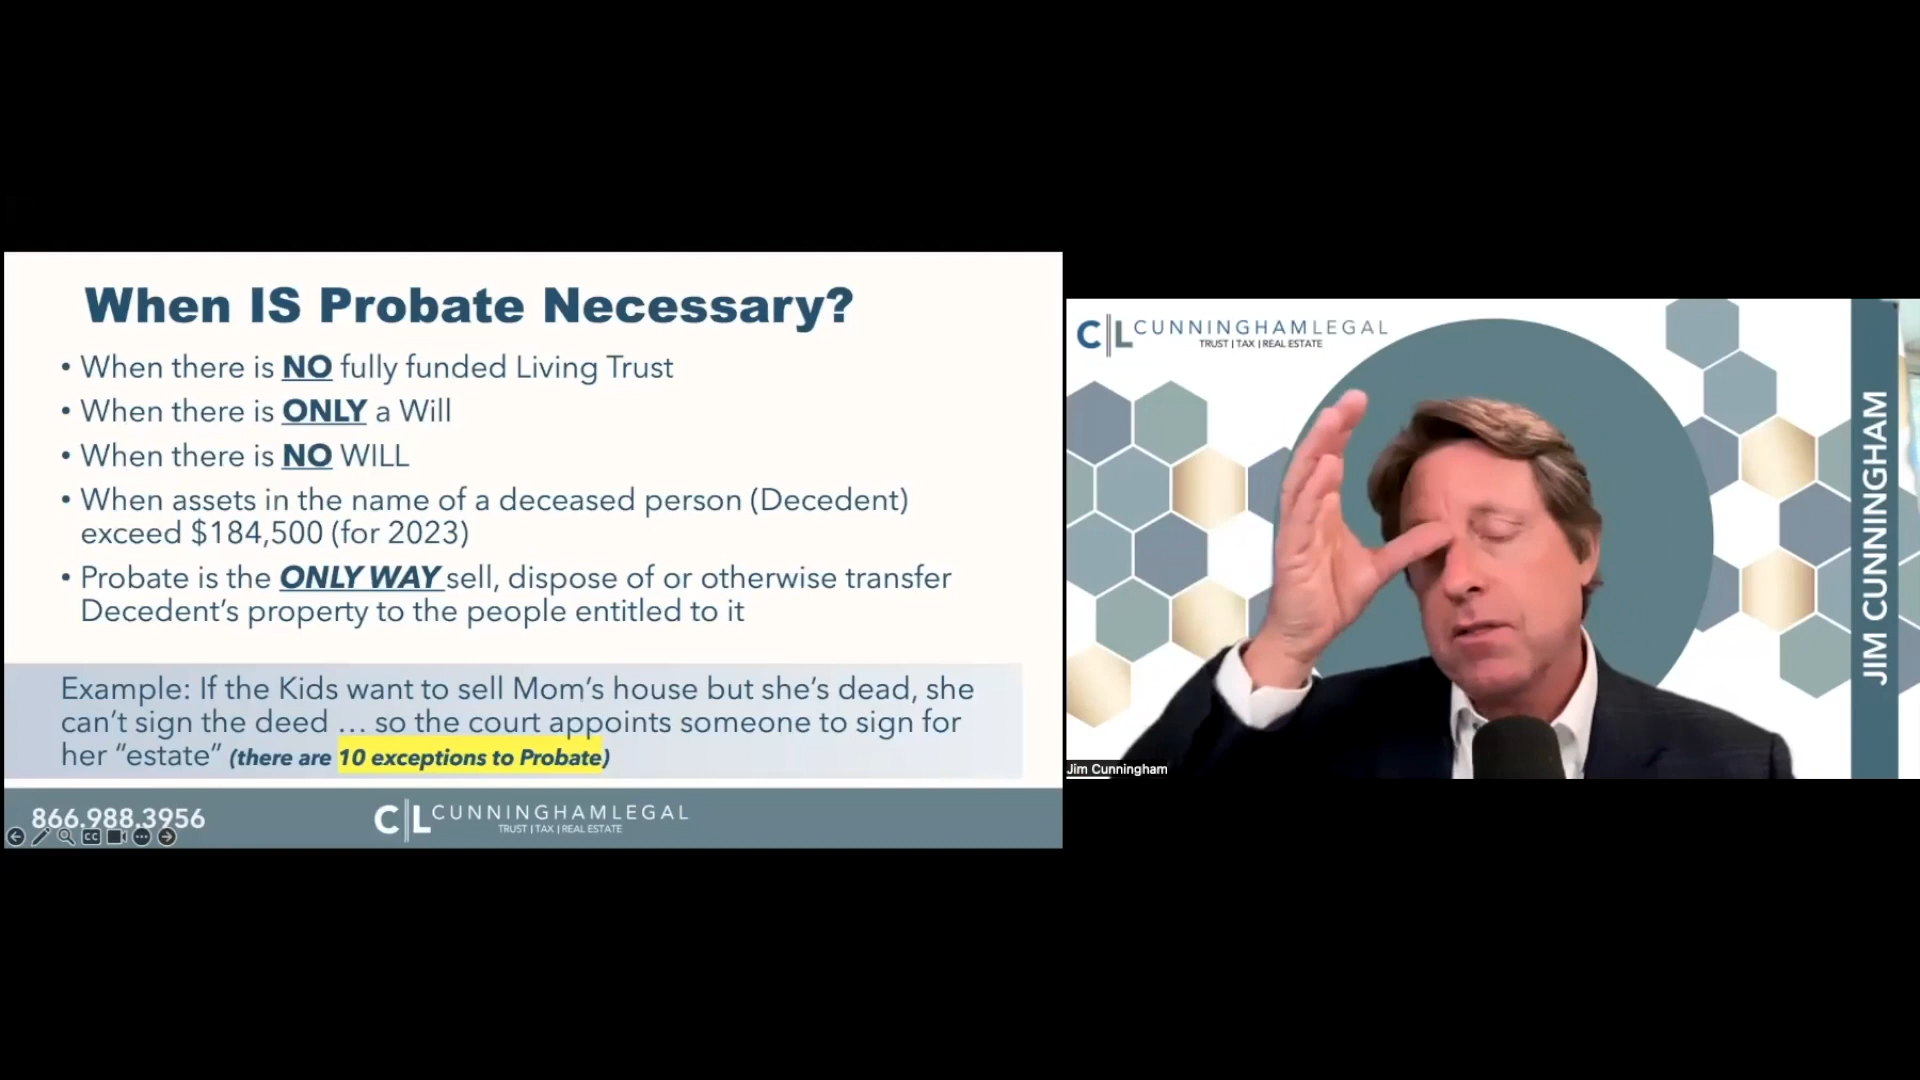 When IS Probate Necessary?
• When there is NO fully funded Living Trust
• When there is ONLY a Will
• When there is NO WILL
• When assets in the name of a deceased person (Decedent)
exceed $184,500 (for 2023)
• Probate is the ONLY WAY sell, dispose of or otherwise transfer
Decedent's property to the people entitled to it
Example: If the Kids want to sell Mom's house but she's dead, she
can't sign the deed … so the court appoints someone to sign for
her "estate" (there are 10 exceptions to Probate)
866.988.3956
CL CUNNINGHAMLEGAL
TRUST | TAX | REAL ESTATE
CC
CL CUNNINGHAMLEGAL
TRUST | TAX | REAL ESTATE
JIM CUNNINGHAM
Jim Cunningham